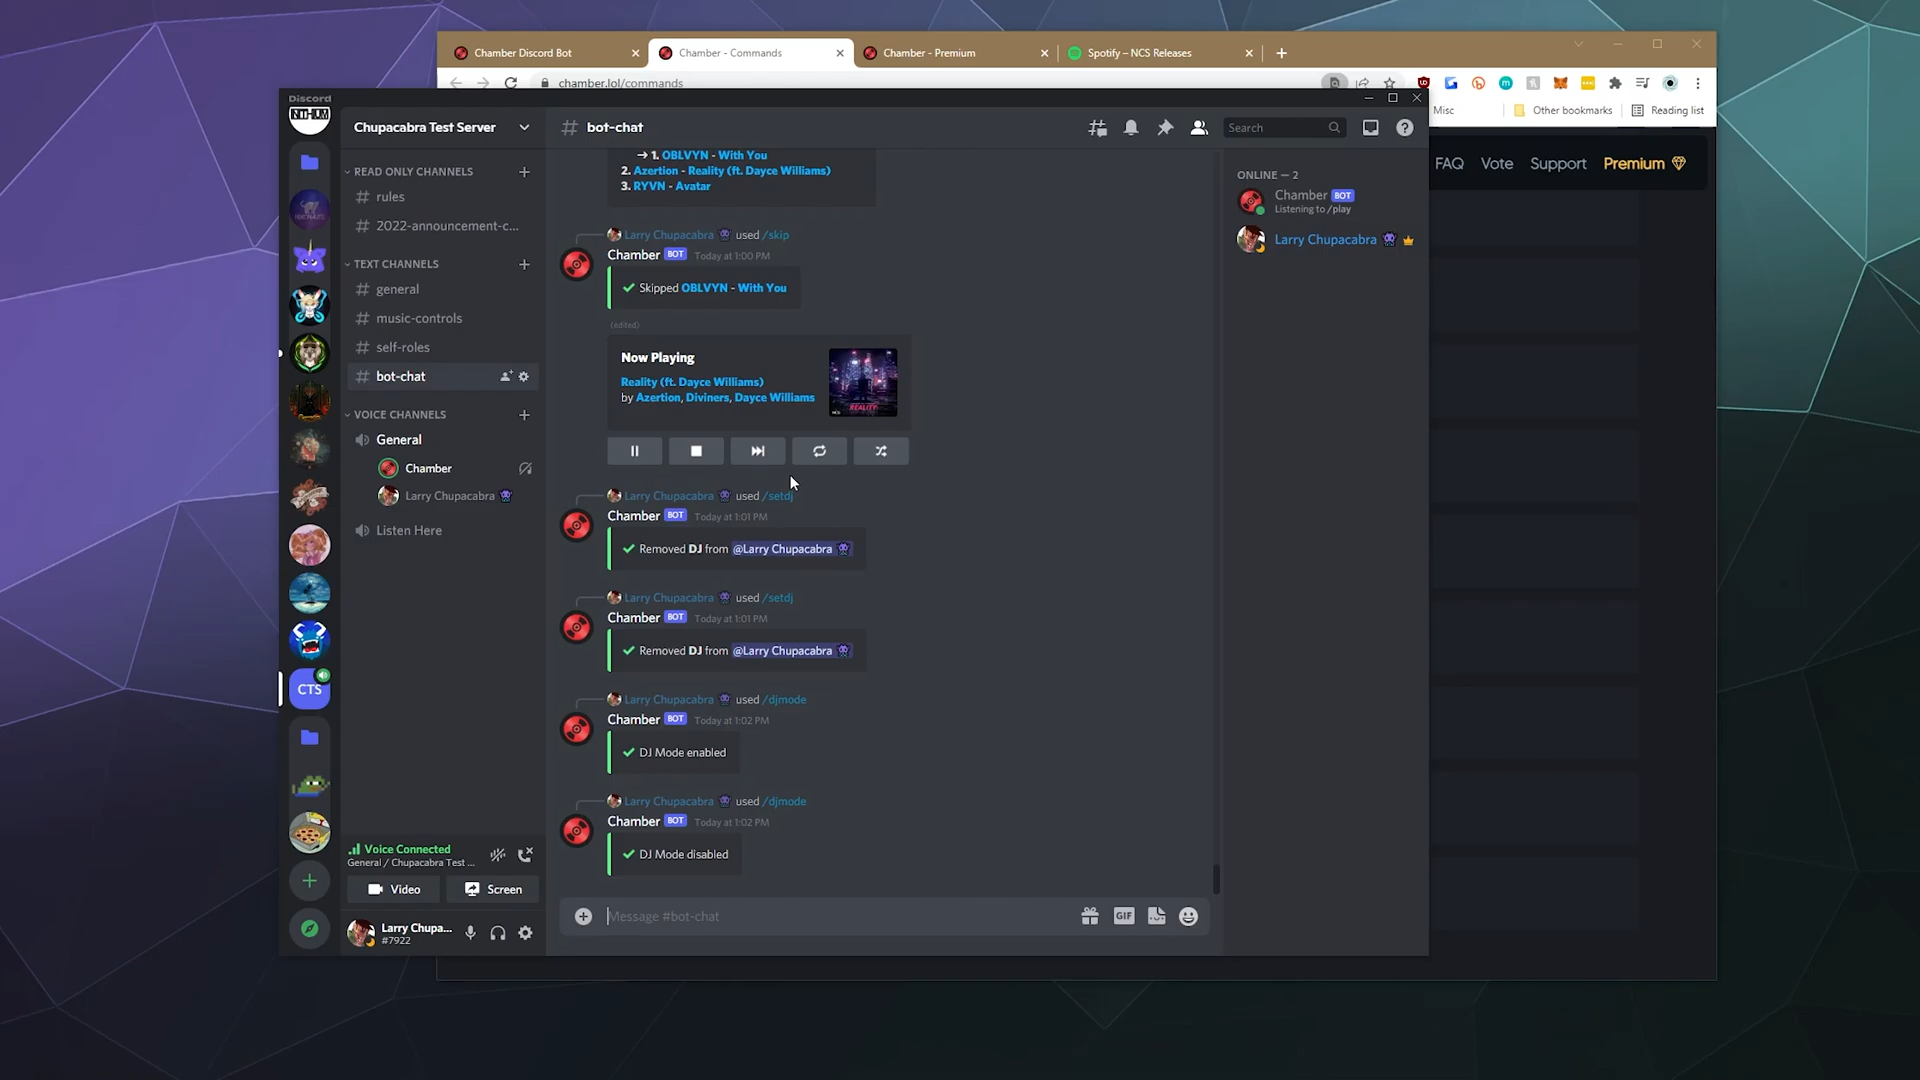 Chamber Discord Bot
Chamber - Commands
Chamber - Premium
Spotify – NCS Releases
chamber.lol/commands
Misc
Other bookmarks
Reading list
FAQ
Vote
Support
Premium
Discord
Chupacabra Test Server
READ ONLY CHANNELS
rules
2022-announcement-c...
TEXT CHANNELS
general
music-controls
self-roles
bot-chat
VOICE CHANNELS
General
Chamber
Larry Chupacabra
Listen Here
CTS
Voice Connected
General / Chupacabra Test ...
Video
Screen
Larry Chupa...
#7922
bot-chat
Search
→ 1. OBLVYN - With You
2. Azertion - Reality (ft. Dayce Williams)
3. RYVN - Avatar
Larry Chupacabra used /skip
Chamber BOT Today at 1:00 PM
✓ Skipped OBLVYN - With You
(edited)
Now Playing
Reality (ft. Dayce Williams)
by Azertion, Diviners, Dayce Williams
REALITY
Larry Chupacabra used /setdj
Chamber BOT Today at 1:01 PM
✓ Removed DJ from @Larry Chupacabra
Larry Chupacabra used /setdj
Chamber BOT Today at 1:01 PM
✓ Removed DJ from @Larry Chupacabra
Larry Chupacabra used /djmode
Chamber BOT Today at 1:02 PM
✓ DJ Mode enabled
Larry Chupacabra used /djmode
Chamber BOT Today at 1:02 PM
✓ DJ Mode disabled
Message #bot-chat
GIF
ONLINE — 2
Chamber BOT
Listening to /play
Larry Chupacabra